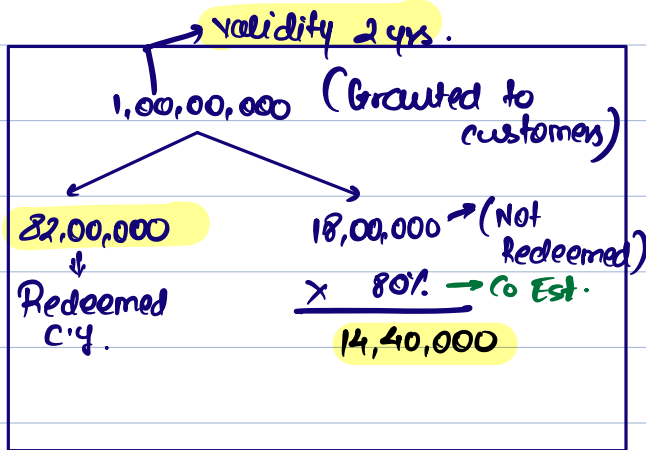 validity 2 yrs.
1,00,00,000 (Granted to
customers)
82,00,000
Redeemed
C.Y.
18,00,000 → (Not
Redeemed)
x 80% → Co Est.
14,40,000